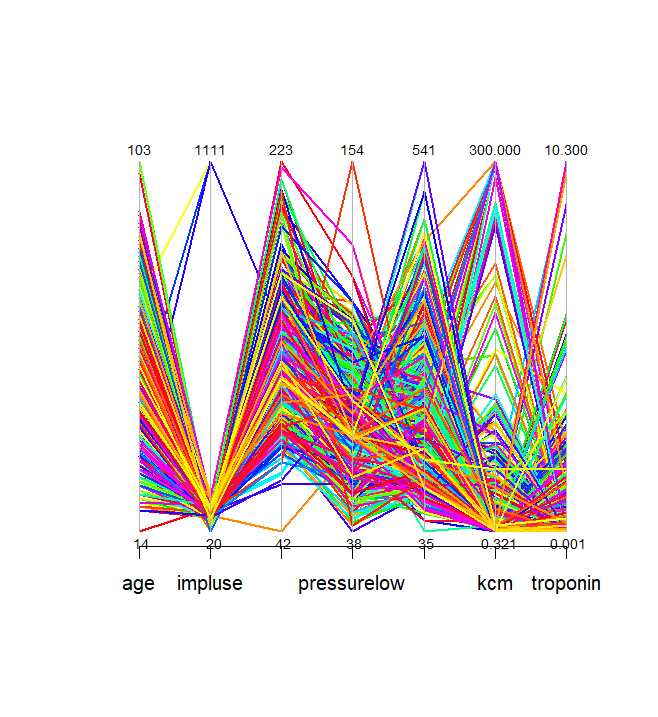 103 1111 223 154 541 300.000 10.300
14 20 42 38 35 0.321 0.001
age impluse pressurelow kcm troponin